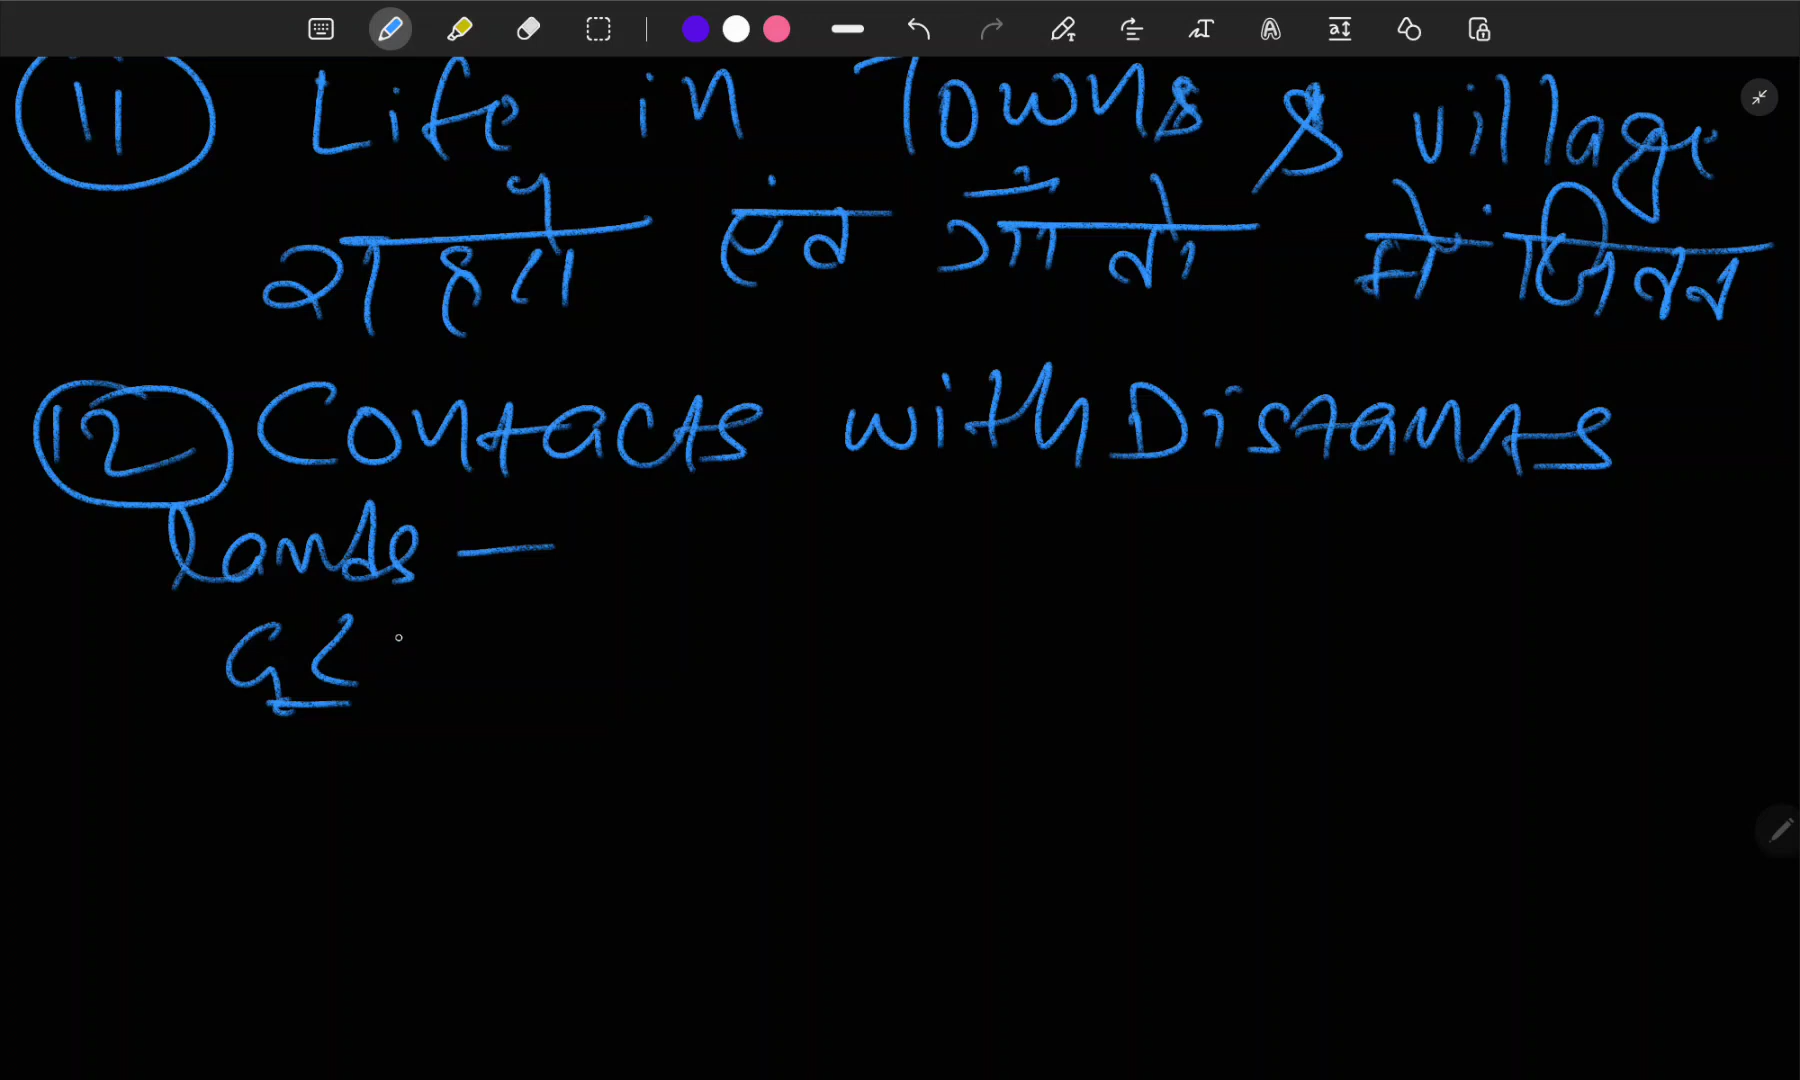 11 Life in Towns & village
शहरो एवं गाँवो में जिवन
12 Contacts with Distants
lands —